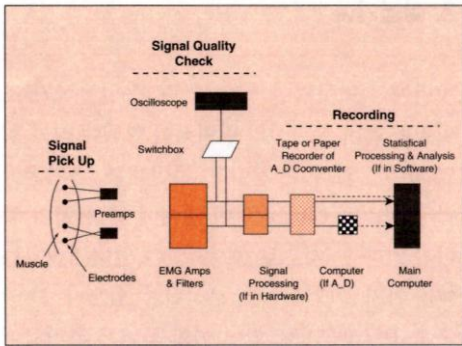 Signal Quality
Check
Oscilloscope
Recording
Signal
Pick Up
Switchbox
Tape or Paper
Recorder of
A_D Coonventer
Statistical
Processing & Analysis
(If in Software)
Preamps
Muscle
Electrodes
EMG Amps
& Filters
Signal
Processing
(If in Hardware)
Computer
(If A_D)
Main
Computer